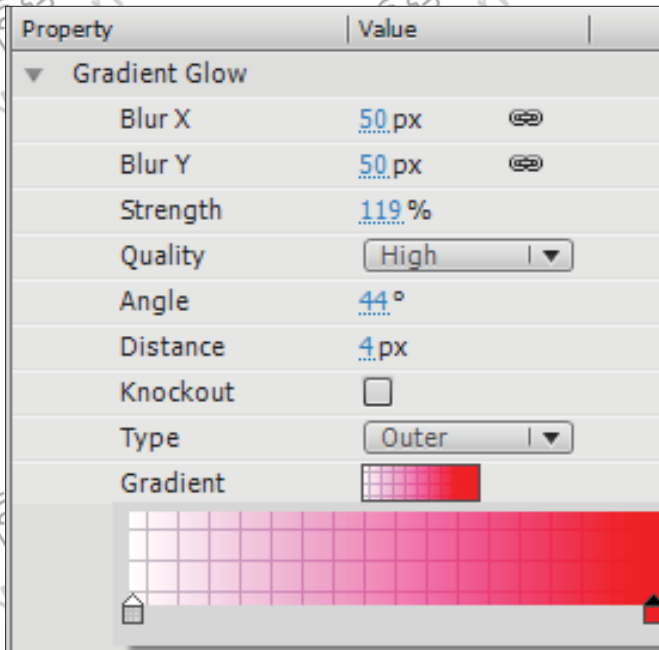 Property Value
Gradient Glow
Blur X 50 px
Blur Y 50 px
Strength 119 %
Quality High
Angle 44 °
Distance 4 px
Knockout
Type Outer
Gradient